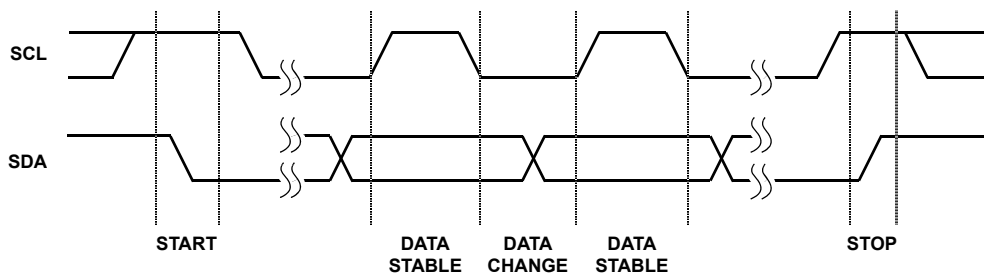 SCL
SDA
START
DATA
STABLE
DATA
CHANGE
DATA
STABLE
STOP